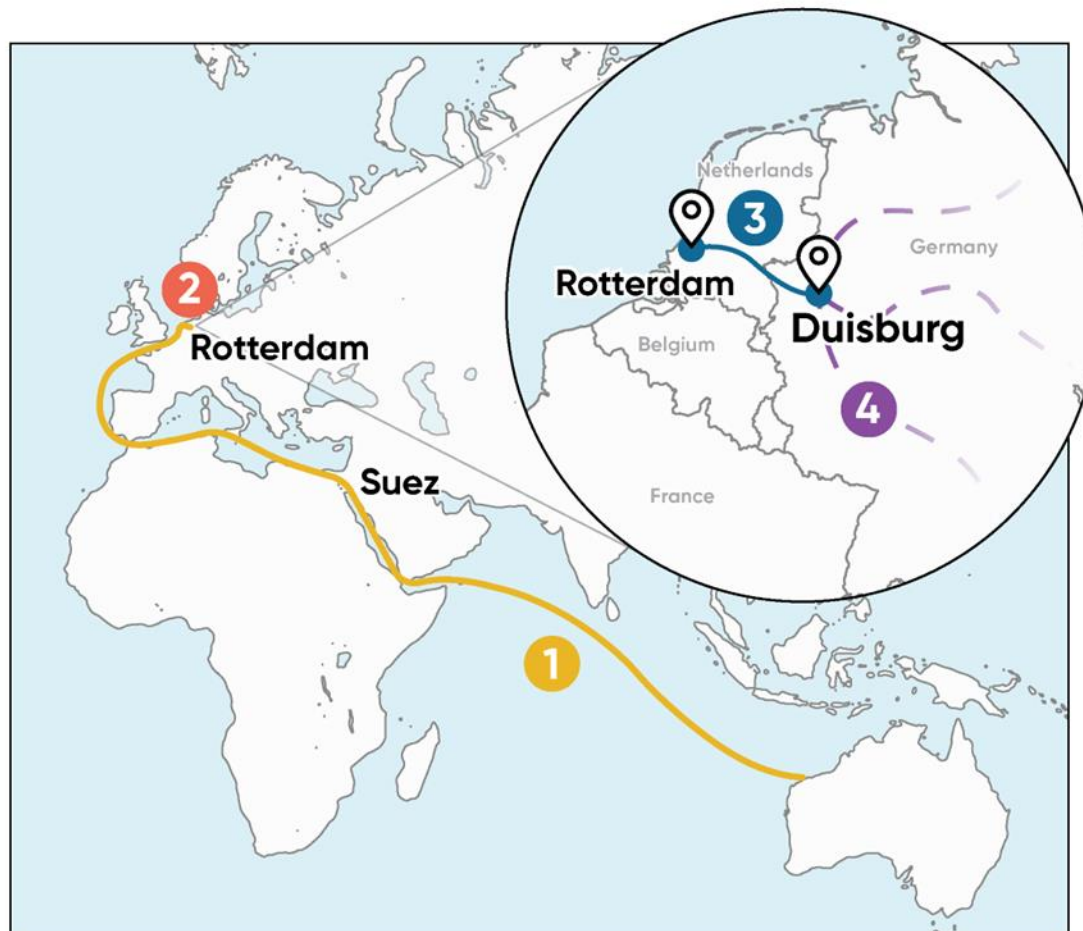 Netherlands
3
Rotterdam
Germany
Duisburg
Belgium
4
France
2
Rotterdam
Suez
1